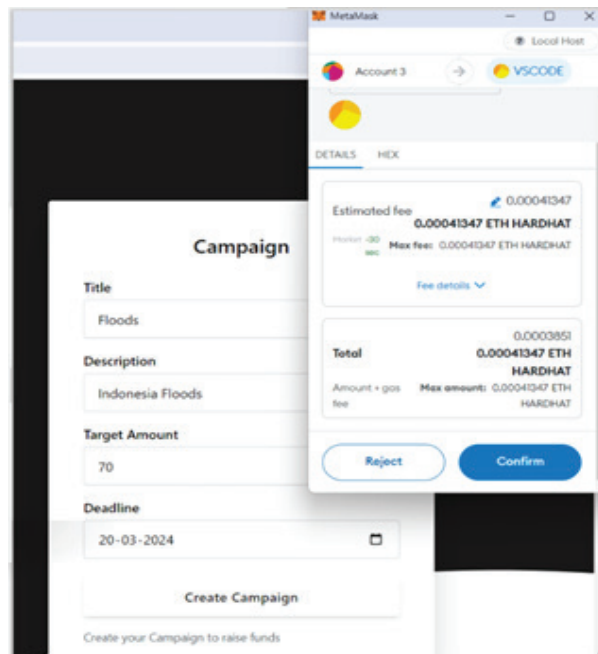 MetaMask
Local Host
Account 3
VSCODE
DETAILS HEX
Estimated fee
0.00041347
0.00041347 ETH HARDHAT
Market ~30 sec
Max fee: 0.00041347 ETH HARDHAT
Fee details
0.0003851
Total
0.00041347 ETH
HARDHAT
Amount + gas fee
Max amount: 0.00041347 ETH
HARDHAT
Reject
Confirm
Campaign
Title
Floods
Description
Indonesia Floods
Target Amount
70
Deadline
20-03-2024
Create Campaign
Create your Campaign to raise funds